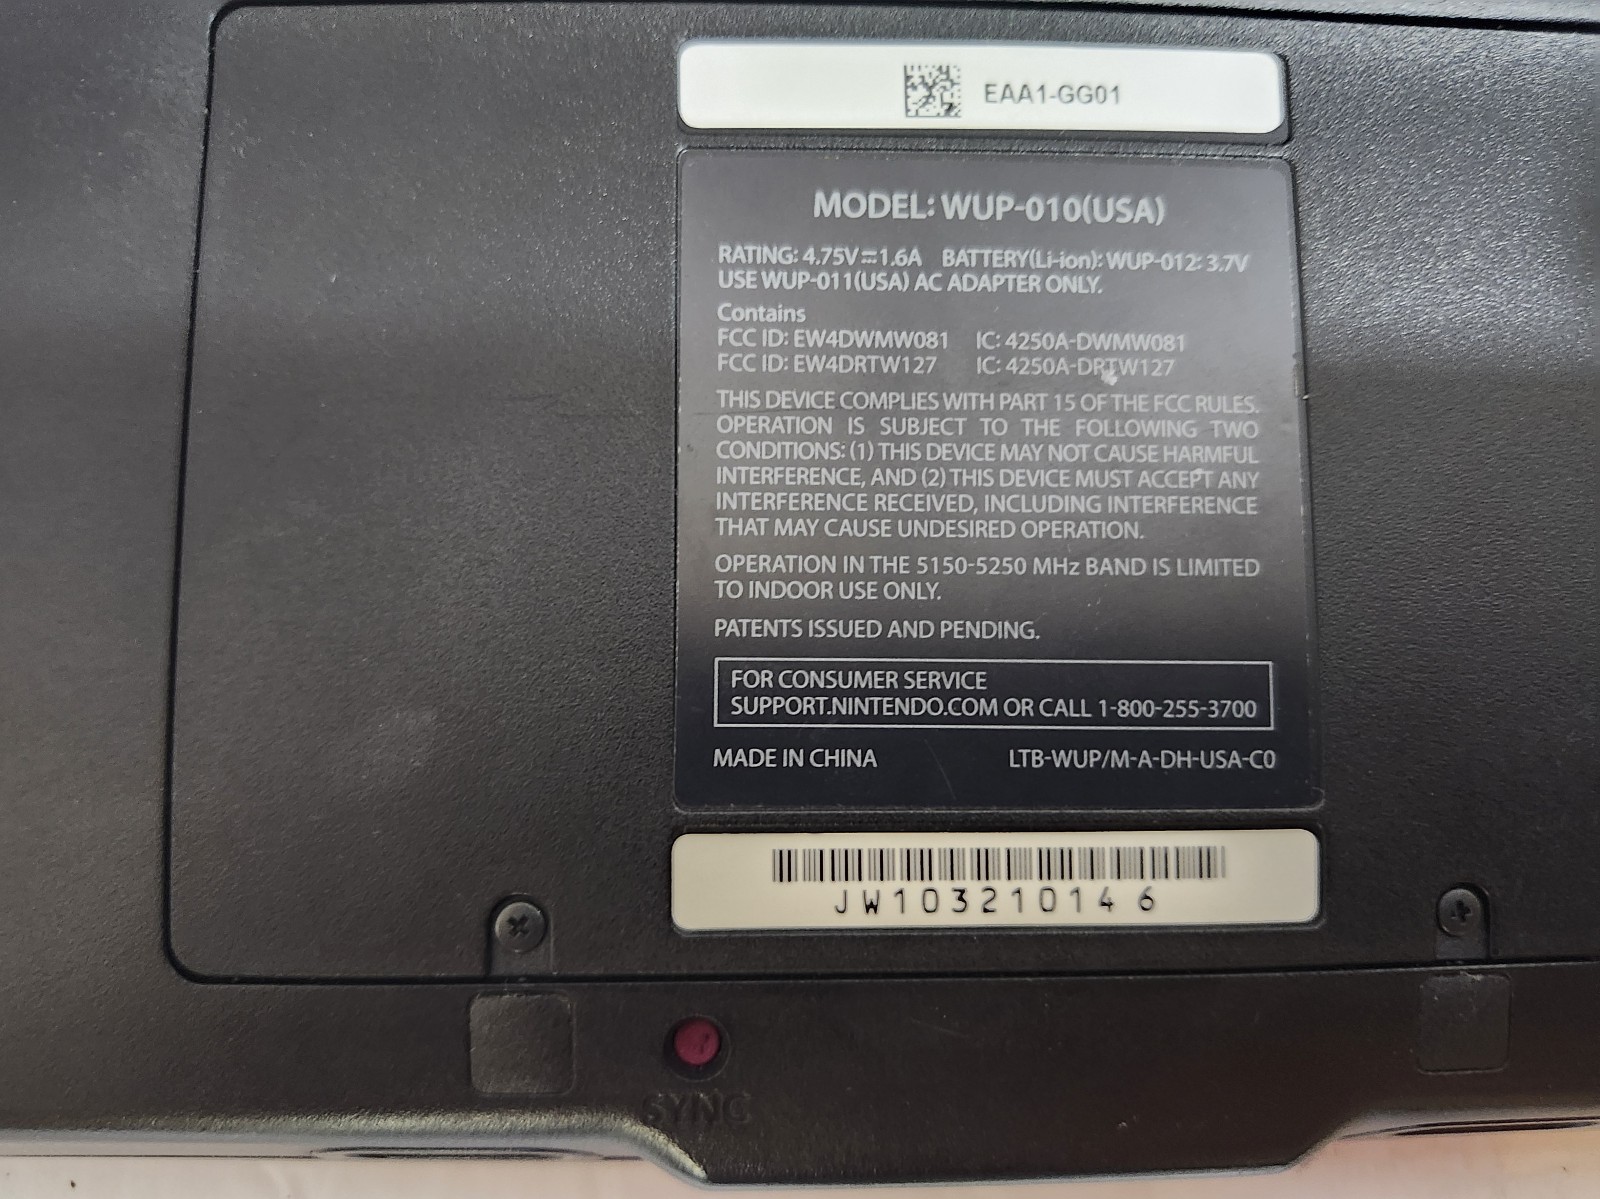 EAA1-GG01
MODEL: WUP-010(USA)
RATING: 4.75V⎓1.6A BATTERY(Li-ion): WUP-012: 3.7V
USE WUP-011(USA) AC ADAPTER ONLY.
Contains
FCC ID: EW4DWMW081 IC: 4250A-DWMW081
FCC ID: EW4DRTW127 IC: 4250A-DRTW127
THIS DEVICE COMPLIES WITH PART 15 OF THE FCC RULES.
OPERATION IS SUBJECT TO THE FOLLOWING TWO
CONDITIONS: (1) THIS DEVICE MAY NOT CAUSE HARMFUL
INTERFERENCE, AND (2) THIS DEVICE MUST ACCEPT ANY
INTERFERENCE RECEIVED, INCLUDING INTERFERENCE
THAT MAY CAUSE UNDESIRED OPERATION.
OPERATION IN THE 5150-5250 MHz BAND IS LIMITED
TO INDOOR USE ONLY.
PATENTS ISSUED AND PENDING.
FOR CONSUMER SERVICE
SUPPORT.NINTENDO.COM OR CALL 1-800-255-3700
MADE IN CHINA LTB-WUP/M-A-DH-USA-C0
JW103210146
SYNC